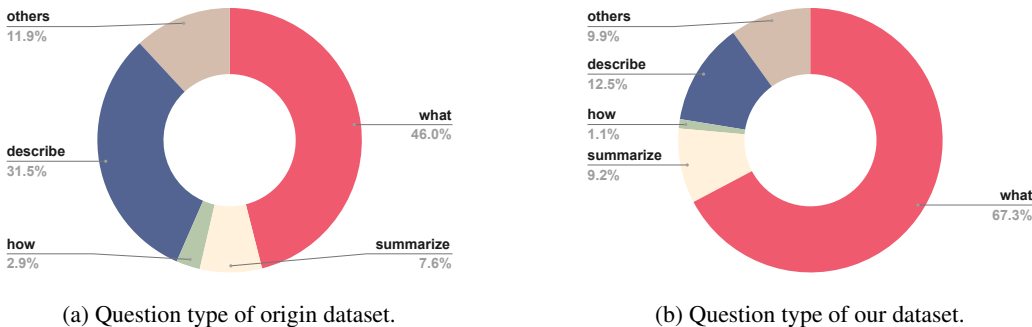 others
11.9%
what
46.0%
describe
31.5%
how
2.9%
summarize
7.6%
(a) Question type of origin dataset.
others
9.9%
describe
12.5%
how
1.1%
summarize
9.2%
what
67.3%
(b) Question type of our dataset.